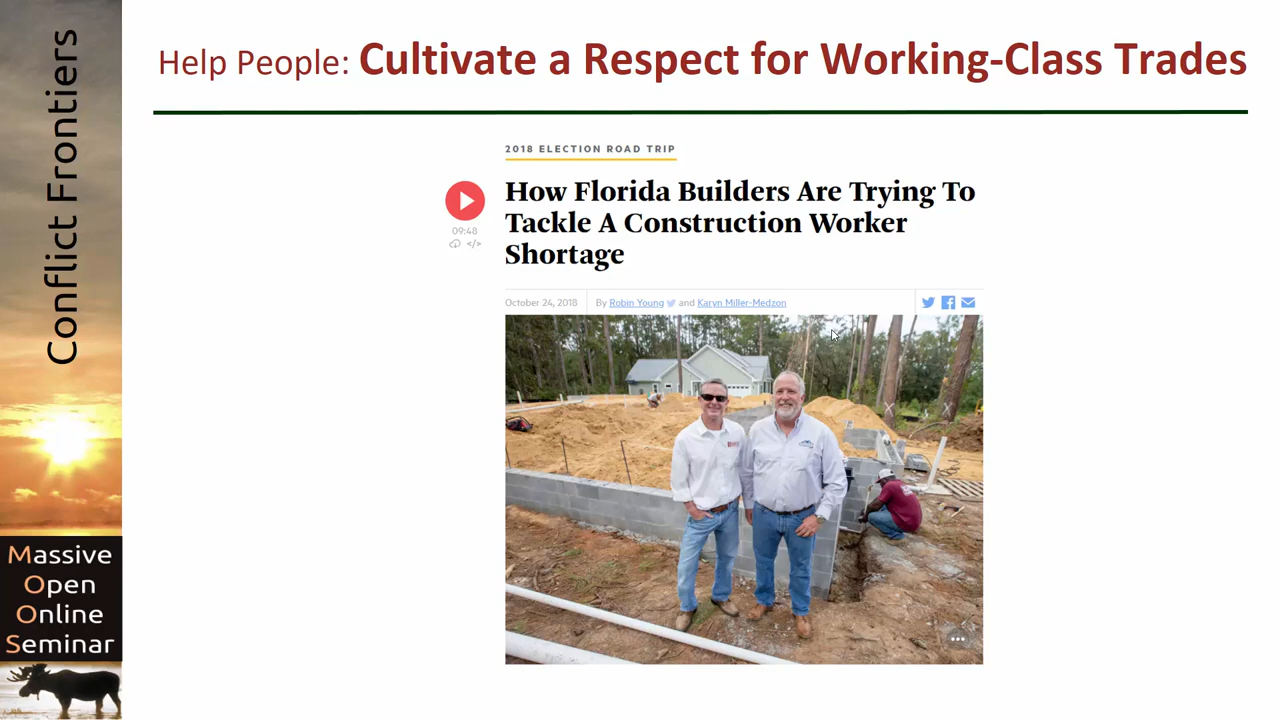 Conflict Frontiers
Massive
Open
Online
Seminar
Help People: Cultivate a Respect for Working-Class Trades
2018 ELECTION ROAD TRIP
How Florida Builders Are Trying To
Tackle A Construction Worker
Shortage
09:48
</>
October 24, 2018
By Robin Young and Karyn Miller-Medzon